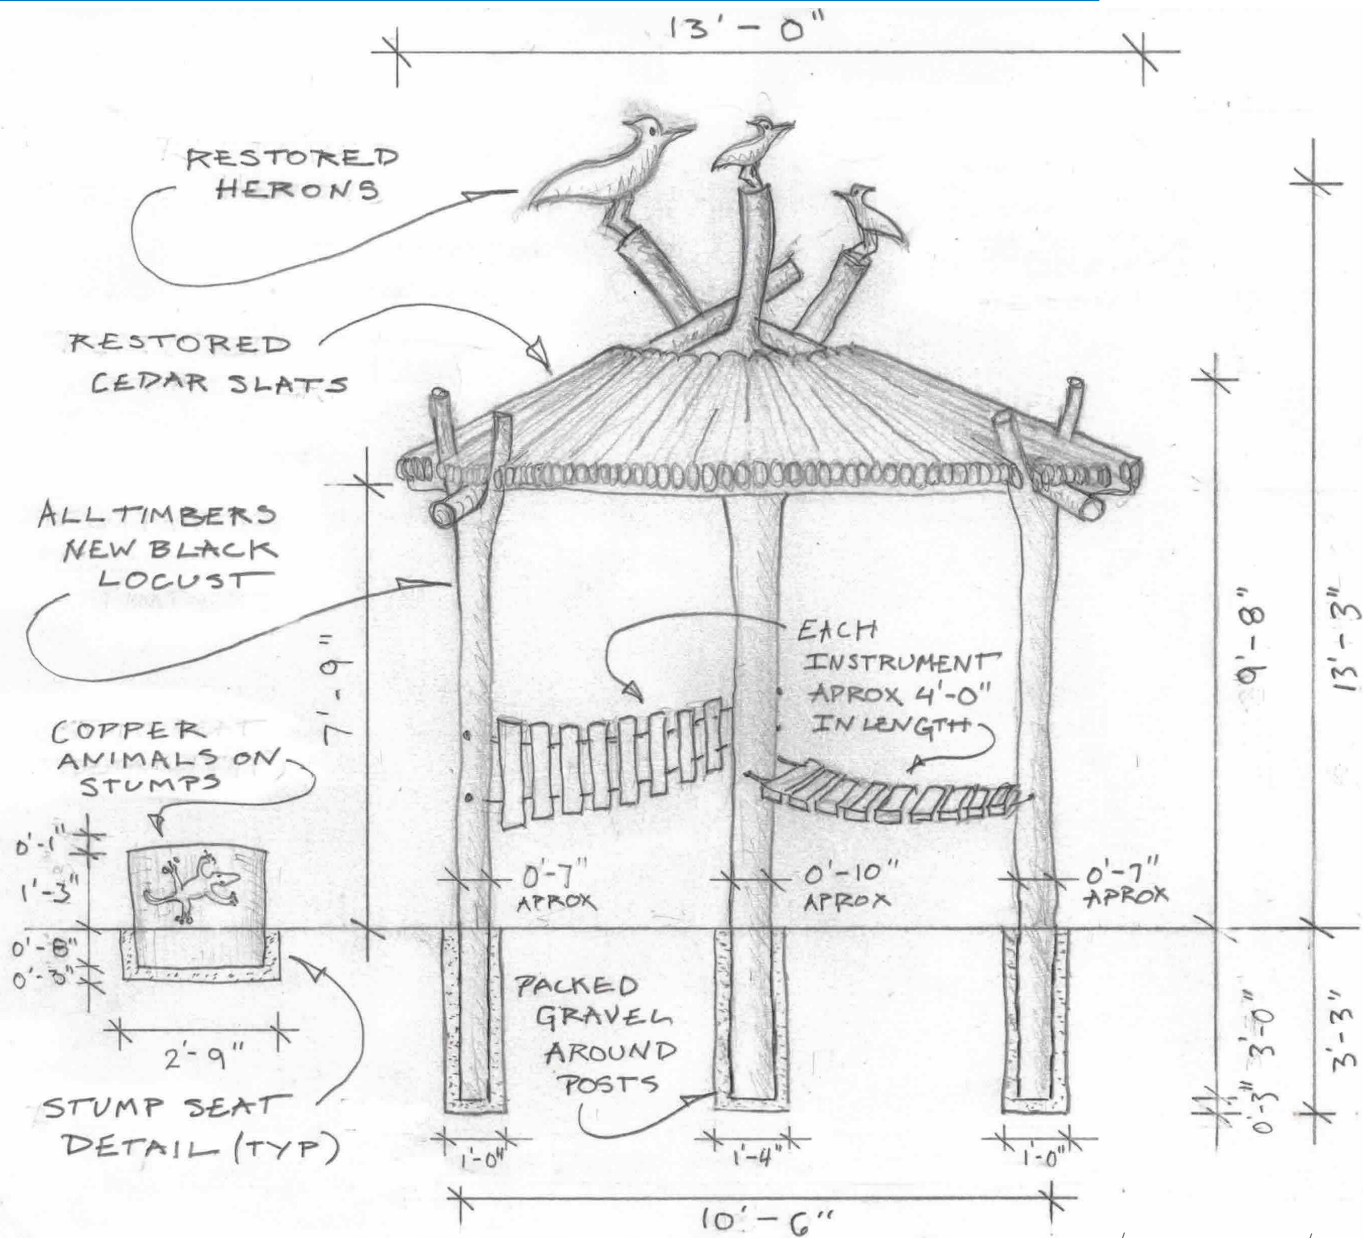 13'-0"
RESTORED
HERONS
RESTORED
CEDAR SLATS
ALL TIMBERS
NEW BLACK
LOCUST
7'-9"
EACH
INSTRUMENT
APROX 4'-0"
IN LENGTH
9'-8"
13'-3"
COPPER
ANIMALS ON
STUMPS
0'-1"
1'-3"
0'-8"
0'-3"
2'-9"
STUMP SEAT
DETAIL (TYP)
0'-7"
APROX
0'-10"
APROX
0'-7"
APROX
PACKED
GRAVEL
AROUND
POSTS
3'-0"
0'-3"
3'-3"
1'-0"
1'-4"
1'-0"
10'-6"